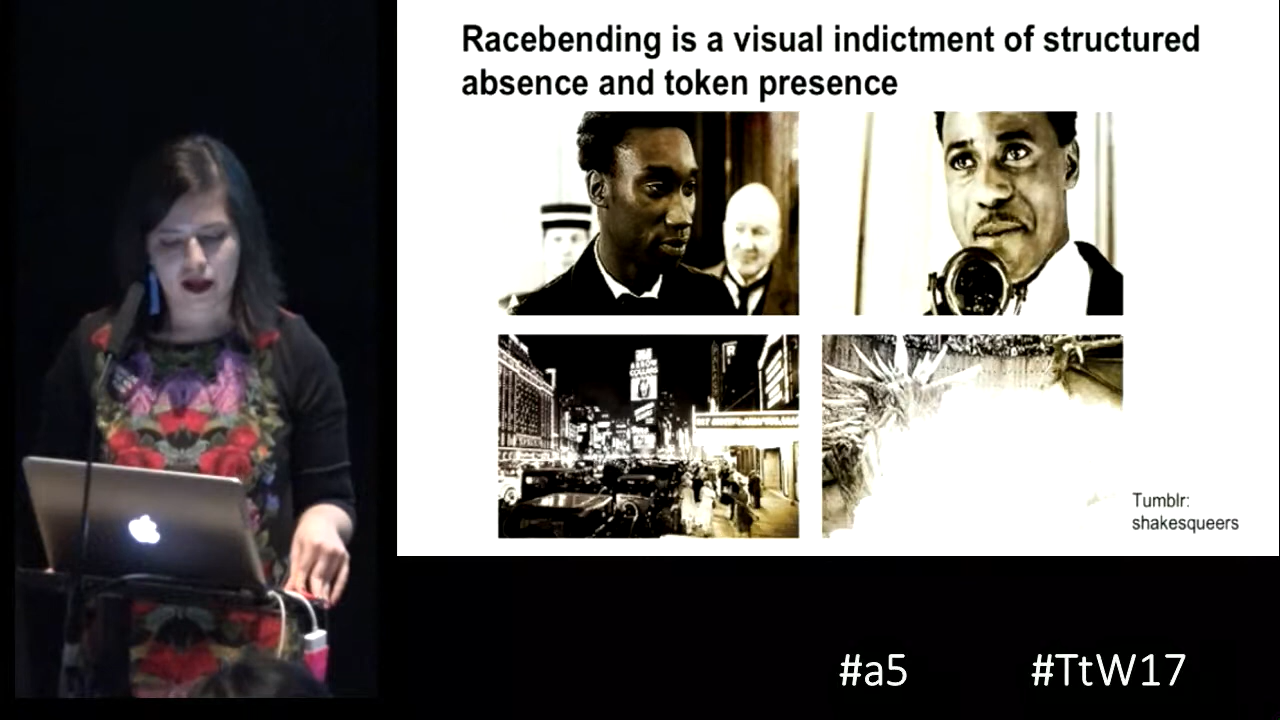 Racebending is a visual indictment of structured
absence and token presence
Tumblr:
shakesqueers
#a5
#TtW17